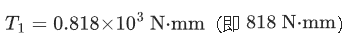 T₁ = 0.818×10³ N·mm（即 818 N·mm）